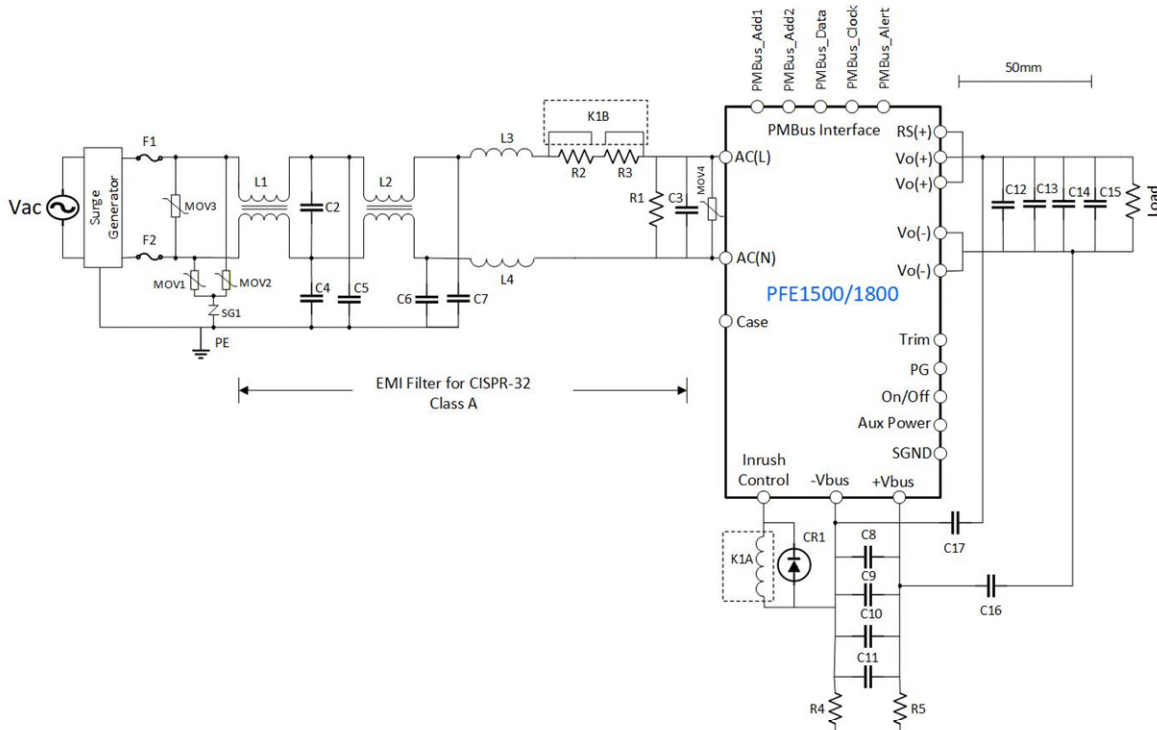 PMBus_Add1
PMBus_Add2
PMBus_Data
PMBus_Clock
PMBus_Alert
50mm
K1B
PMBus Interface
RS(+)
F1
L3
AC(L)
Vo(+)
R2
R3
Vo(+)
L1
L2
Vac
Surge
Generator
MOV3
C2
R1
C3
MOV4
C12
C13
C14
C15
Load
Vo(-)
F2
AC(N)
Vo(-)
L4
MOV1
MOV2
C4
C5
C6
C7
PFE1500/1800
SG1
Case
PE
Trim
PG
EMI Filter for CISPR-32
Class A
On/Off
Aux Power
SGND
Inrush
Control
-Vbus
+Vbus
C8
CR1
C17
K1A
C9
C10
C16
C11
R4
R5